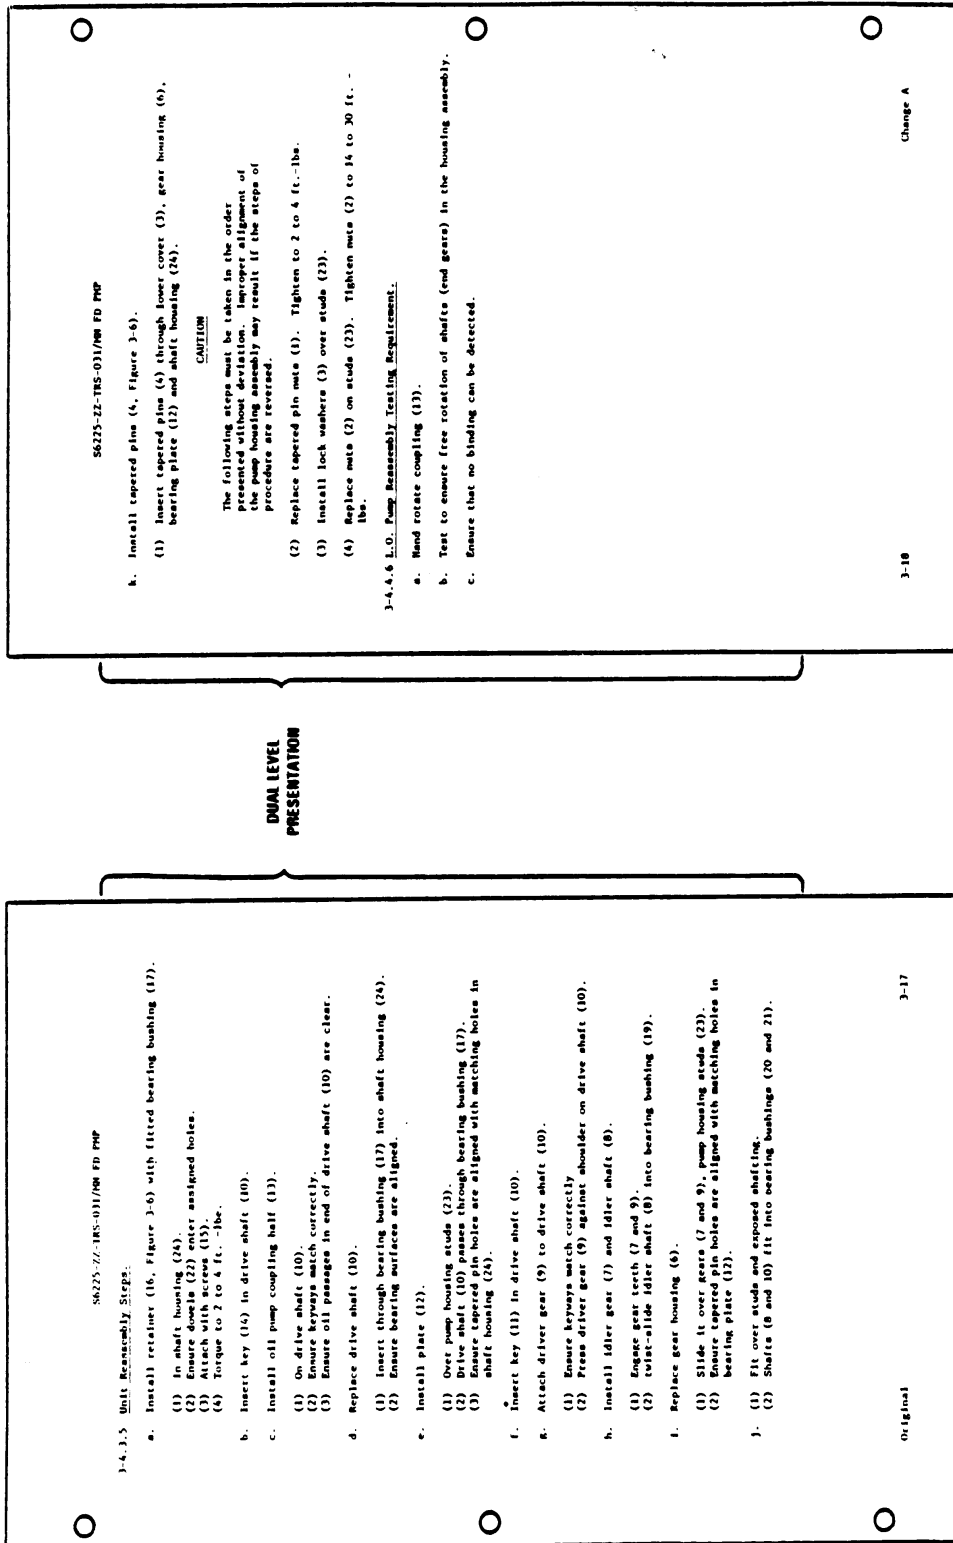 S6225-ZZ-TRS-031/MM FD PMP
3-4.3.5 Unit Reassembly Steps.
a. Install retainer (16, Figure 3-6) with fitted bearing bushing (17).
(1) In shaft housing (24).
(2) Ensure dowels (22) enter assigned holes.
(3) Attach with screws (15).
(4) Torque to 2 to 4 ft. -lbs.
b. Insert key (14) in drive shaft (10).
c. Install oil pump coupling half (13).
(1) On drive shaft (10).
(2) Ensure keyways match correctly.
(3) Ensure oil passages in end of drive shaft (10) are clear.
d. Replace drive shaft (10).
(1) Insert through bearing bushing (17) into shaft housing (24).
(2) Ensure bearing surfaces are aligned.
e. Install plate (12).
(1) Over pump housing studs (23).
(2) Drive shaft (10) passes through bearing bushing (17).
(3) Ensure tapered pin holes are aligned with matching holes in
shaft housing (24).
f. Insert key (11) in drive shaft (10).
g. Attach driver gear (9) to drive shaft (10).
(1) Ensure keyways match correctly
(2) Press driver gear (9) against shoulder on drive shaft (10).
h. Install idler gear (7) and idler shaft (8).
(1) Engage gear teeth (7 and 9).
(2) twist-slide idler shaft (8) into bearing bushing (19).
i. Replace gear housing (6).
(1) Slide it over gears (7 and 9), pump housing studs (23).
(2) Ensure tapered pin holes are aligned with matching holes in
bearing plate (12).
j. (1) Fit over studs and exposed shafting.
(2) Shafts (8 and 10) fit into bearing bushings (20 and 21).
Original 3-17
DUAL LEVEL
PRESENTATION
S6225-ZZ-TRS-031/MM FD PMP
k. Install tapered pins (4, Figure 3-6).
(1) Insert tapered pins (4) through lower cover (3), gear housing (6),
bearing plate (12) and shaft housing (24).
CAUTION
The following steps must be taken in the order
presented without deviation. Improper alignment of
the pump housing assembly may result if the steps of
procedure are reversed.
(2) Replace tapered pin nuts (1). Tighten to 2 to 4 ft.-lbs.
(3) Install lock washers (3) over studs (23).
(4) Replace nuts (2) on studs (23). Tighten nuts (2) to 14 to 30 ft. -
lbs.
3-4.4.6 L.O. Pump Reassembly Testing Requirement.
a. Hand rotate coupling (13).
b. Test to ensure free rotation of shafts (end gears) in the housing assembly.
c. Ensure that no binding can be detected.
3-18 Change A